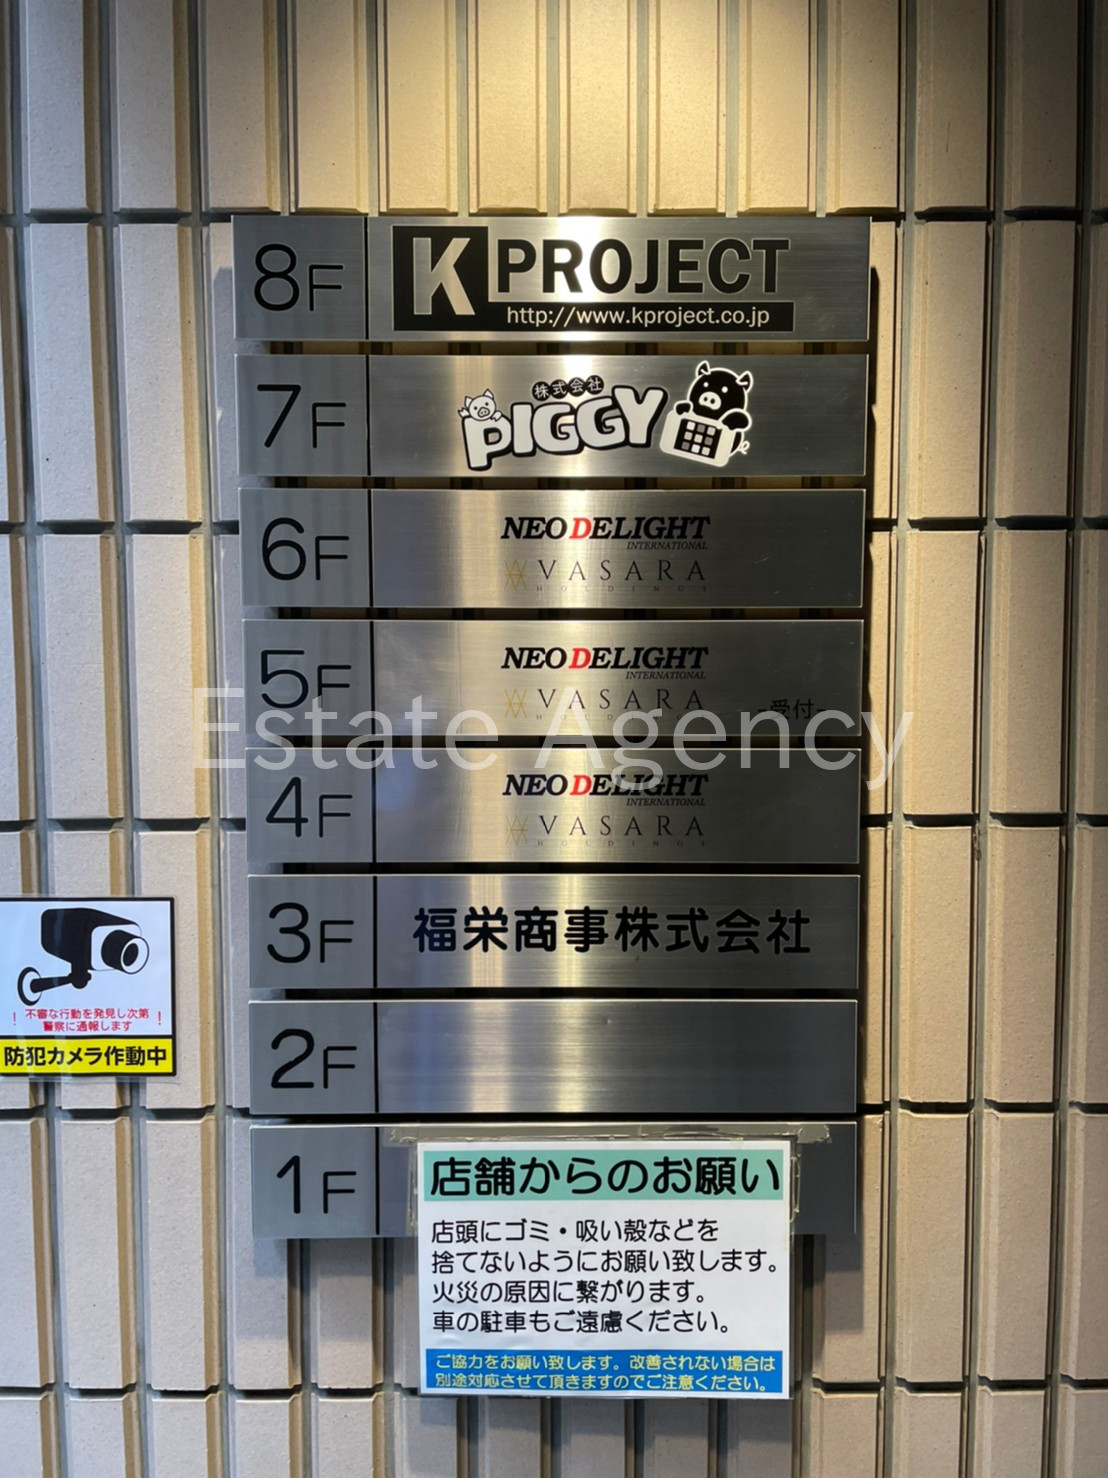 8F
K PROJECT
http://www.kproject.co.jp
7F
株式会社
PIGGY
6F
NEO DELIGHT
INTERNATIONAL
VASARA
HOLDINGS
5F
NEO DELIGHT
INTERNATIONAL
VASARA
-受付-
Estate Agency
4F
NEO DELIGHT
INTERNATIONAL
VASARA
HOLDINGS
3F
福栄商事株式会社
2F
1F
! 不審な行動を発見し次第 !
警察に通報します
防犯カメラ作動中
店舗からのお願い
店頭にゴミ・吸い殻などを
捨てないようにお願い致します。
火災の原因に繋がります。
車の駐車もご遠慮ください。
ご協力をお願い致します。改善されない場合は
別途対応させて頂きますのでご注意ください。